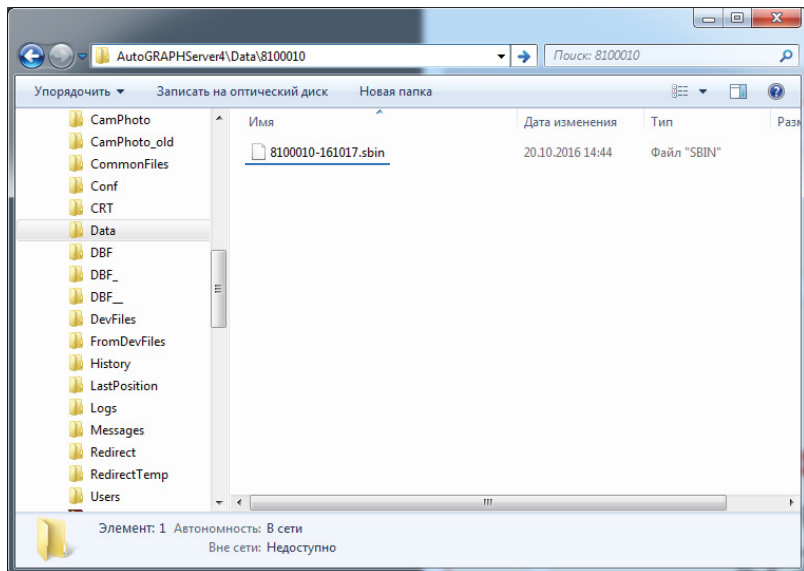 AutoGRAPHServer4\Data\8100010
Поиск: 8100010
Упорядочить
Записать на оптический диск
Новая папка
CamPhoto
CamPhoto_old
CommonFiles
Conf
CRT
Data
DBF
DBF_
DBF__
DevFiles
FromDevFiles
History
LastPosition
Logs
Messages
Redirect
RedirectTemp
Users
Имя
Дата изменения
Тип
Разм
8100010-161017.sbin
20.10.2016 14:44
Файл "SBIN"
Элемент: 1 Автономность: В сети
Вне сети: Недоступно